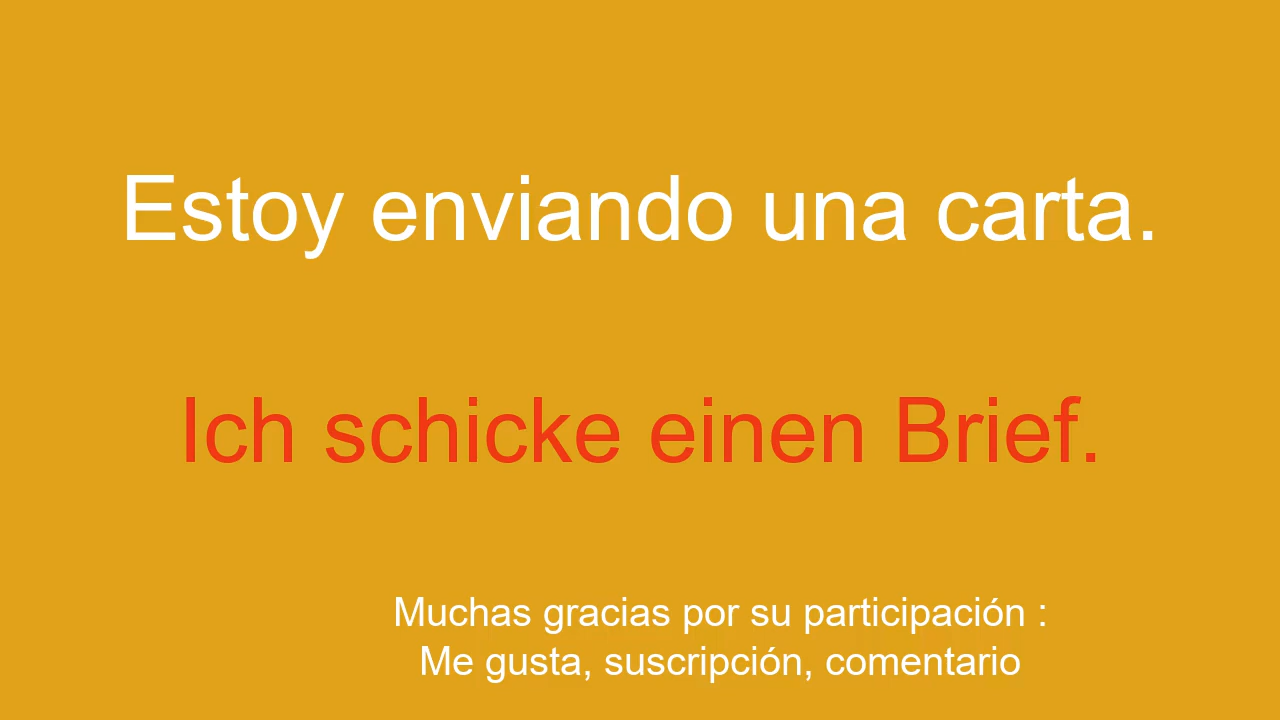 Estoy enviando una carta.
Ich schicke einen Brief.
Muchas gracias por su participación :
Me gusta, suscripción, comentario